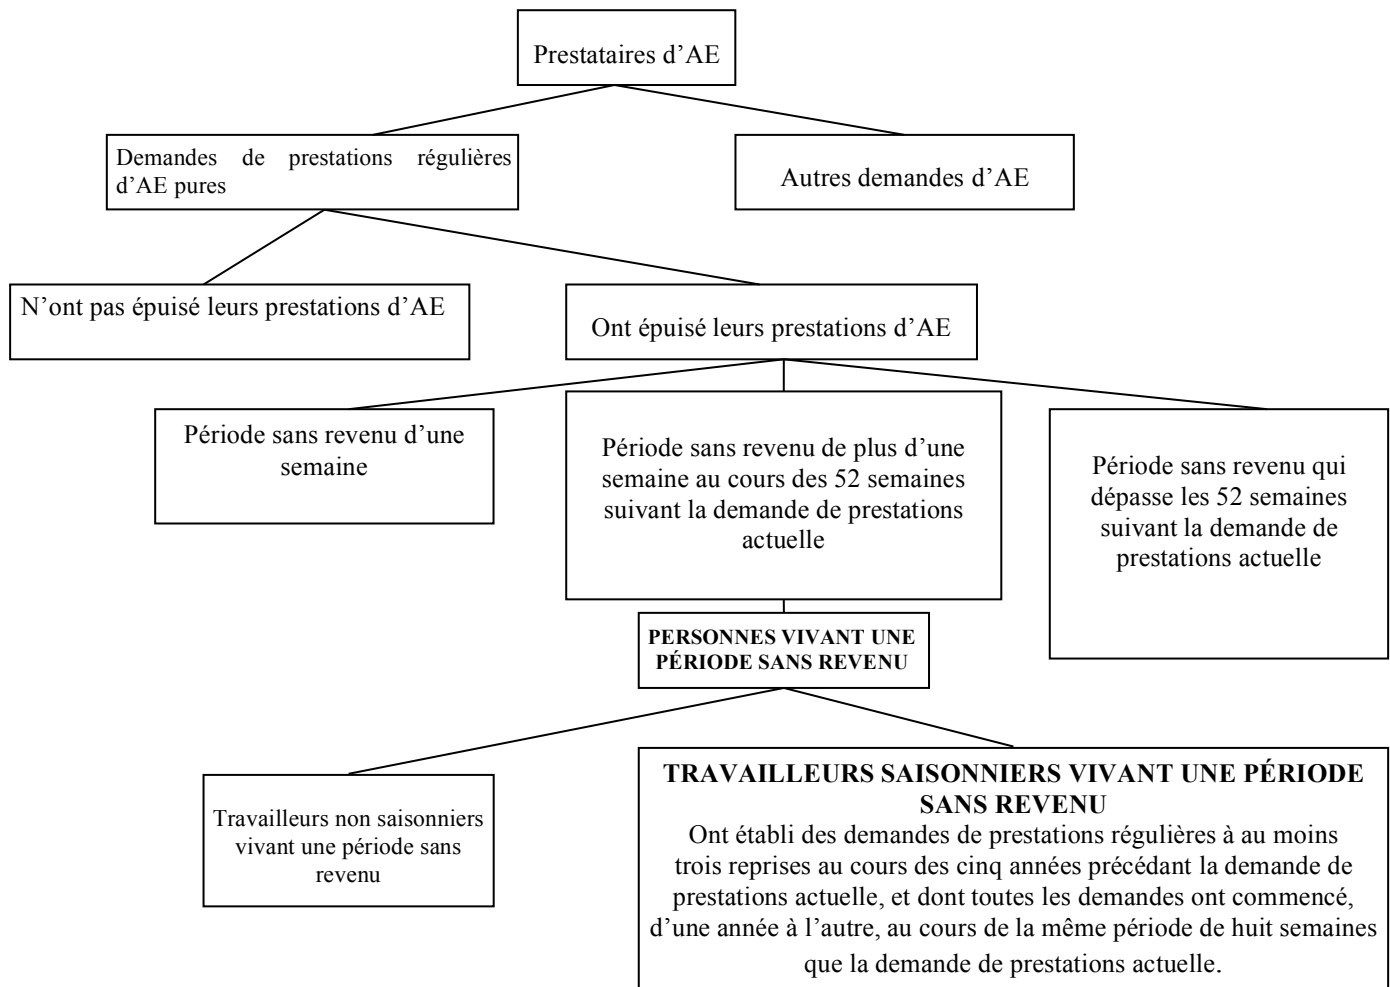 Prestataires d’AE
Demandes de prestations régulières
d’AE pures
Autres demandes d’AE
N’ont pas épuisé leurs prestations d’AE
Ont épuisé leurs prestations d’AE
Période sans revenu d’une
semaine
Période sans revenu de plus d’une
semaine au cours des 52 semaines
suivant la demande de prestations
actuelle
Période sans revenu qui
dépasse les 52 semaines
suivant la demande de
prestations actuelle
PERSONNES VIVANT UNE
PÉRIODE SANS REVENU
Travailleurs non saisonniers
vivant une période sans
revenu
TRAVAILLEURS SAISONNIERS VIVANT UNE PÉRIODE
SANS REVENU
Ont établi des demandes de prestations régulières à au moins
trois reprises au cours des cinq années précédant la demande de
prestations actuelle, et dont toutes les demandes ont commencé,
d’une année à l’autre, au cours de la même période de huit semaines
que la demande de prestations actuelle.